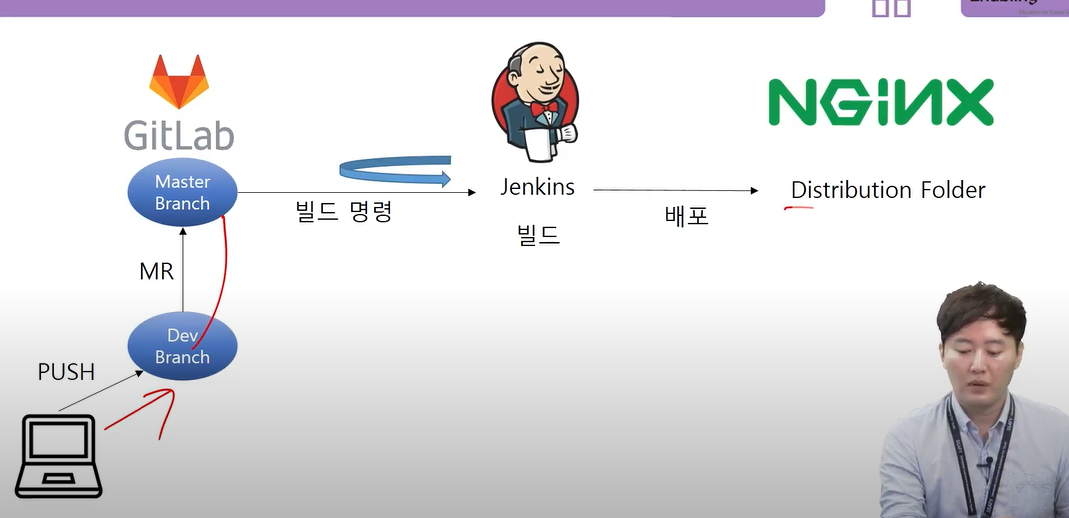 Enabling
GitLab
NGINX
Master
Branch
빌드 명령
Jenkins
빌드
배포
Distribution Folder
MR
Dev
Branch
PUSH